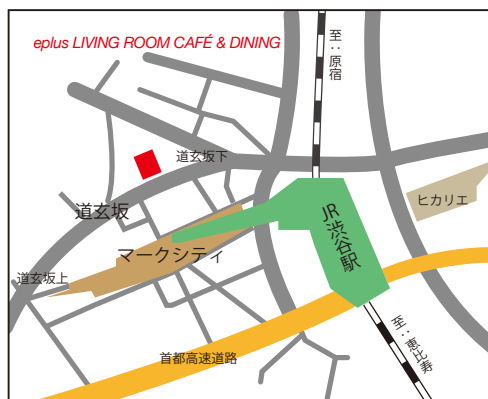 eplus LIVING ROOM CAFÉ & DINING
至：原宿
道玄坂下
ヒカリエ
道玄坂
JR渋谷駅
マークシティ
道玄坂上
首都高速道路
至：恵比寿